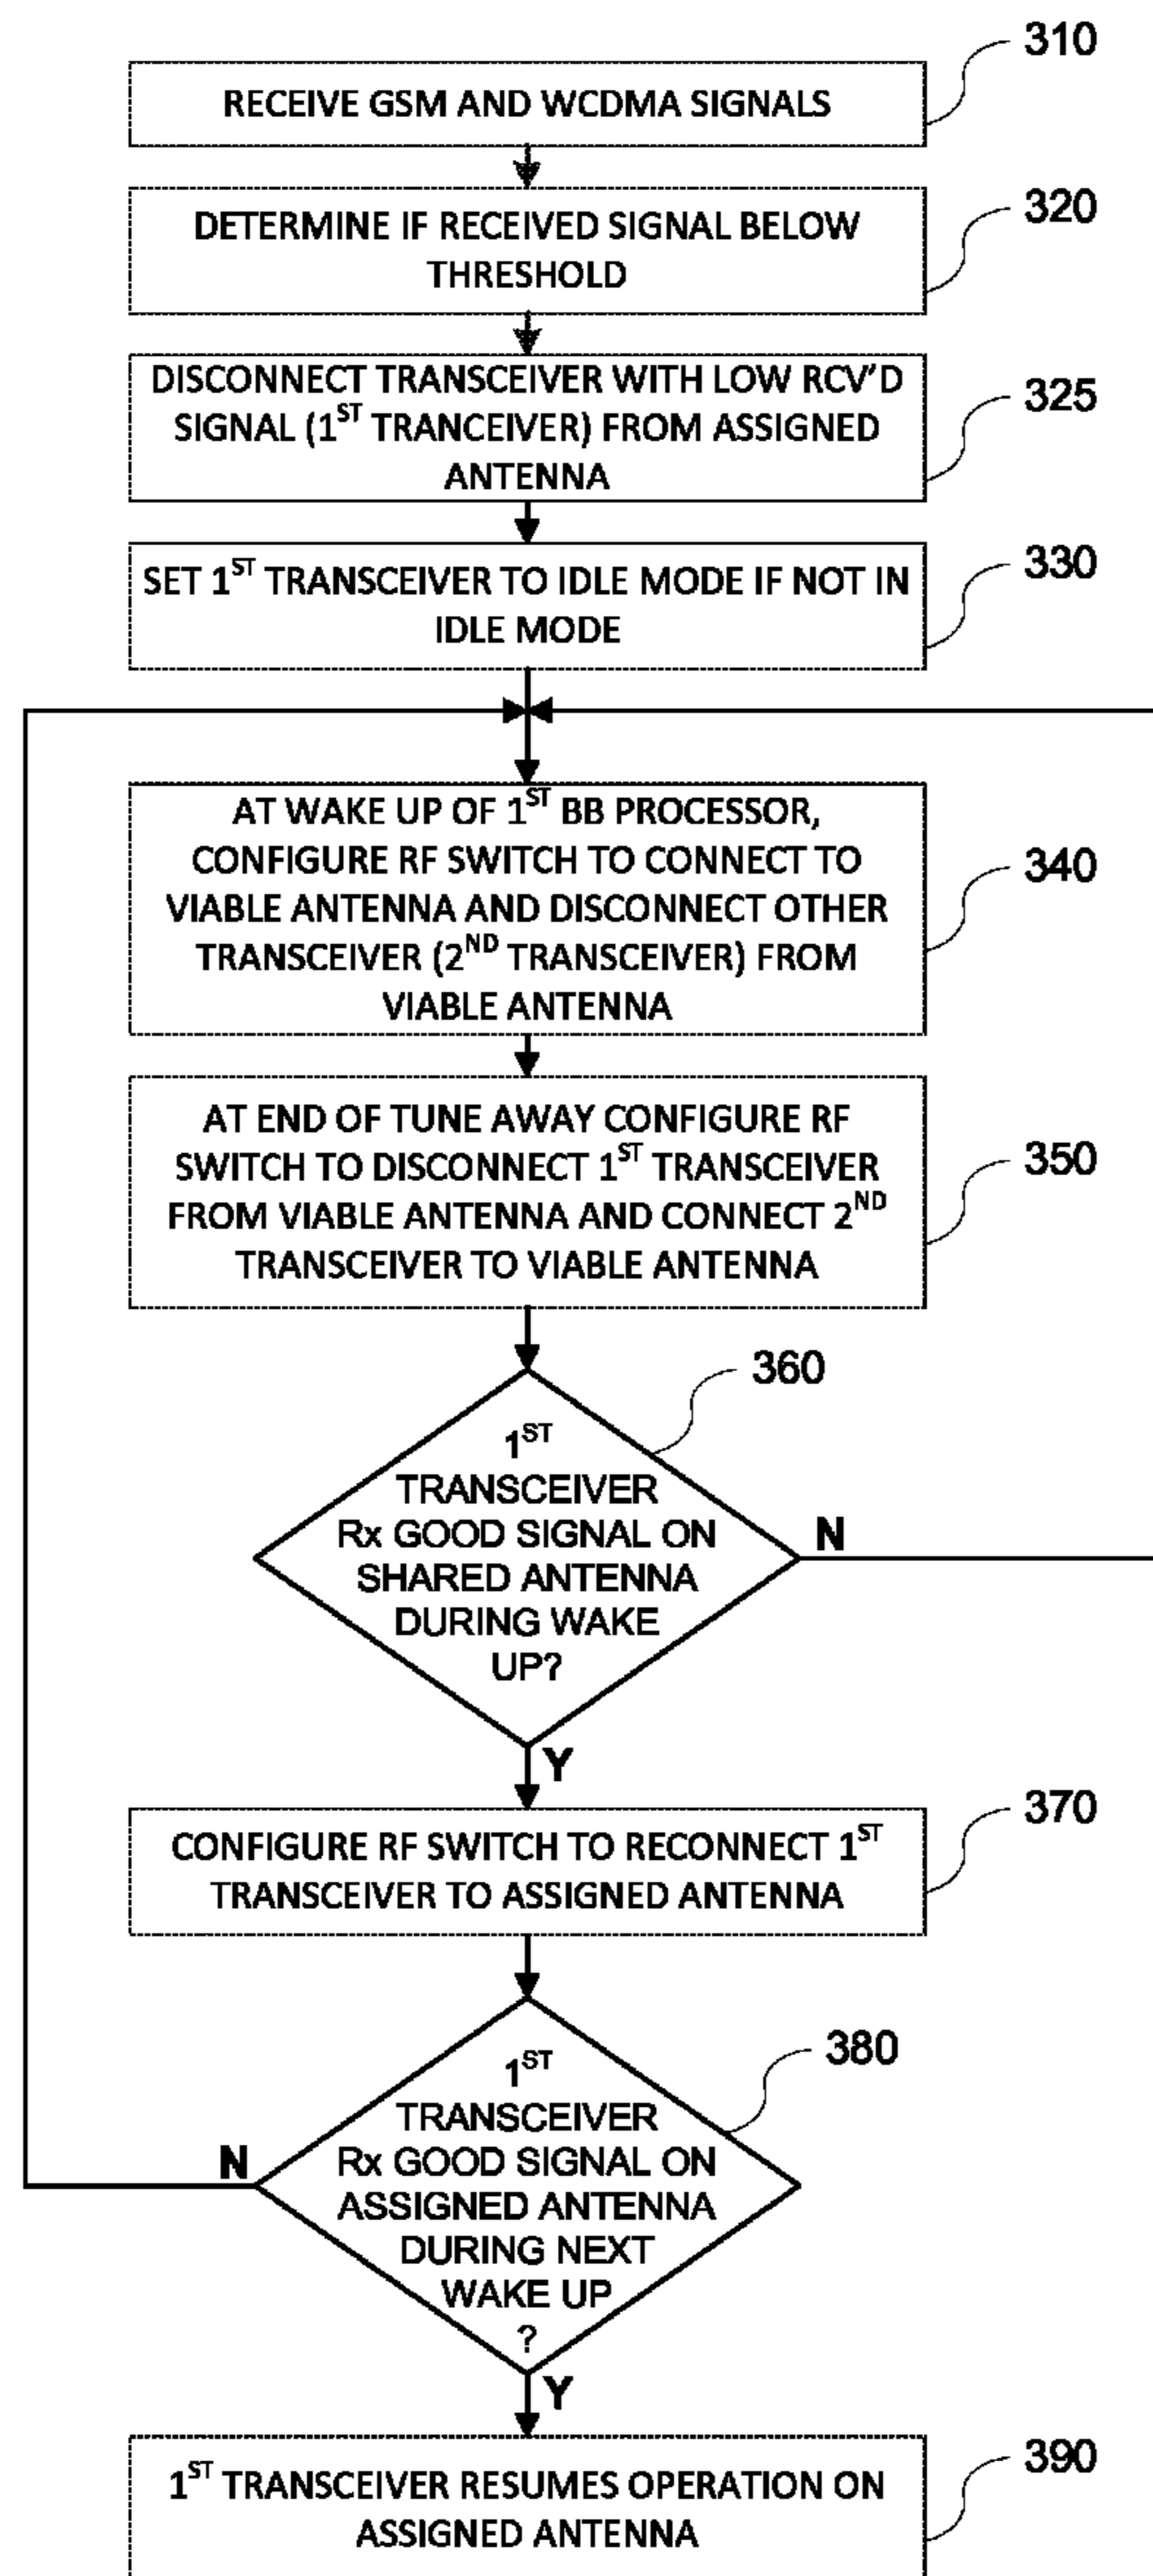 310
RECEIVE GSM AND WCDMA SIGNALS
320
DETERMINE IF RECEIVED SIGNAL BELOW
THRESHOLD
325
DISCONNECT TRANSCEIVER WITH LOW RCV'D
SIGNAL (1ST TRANCEIVER) FROM ASSIGNED
ANTENNA
330
SET 1ST TRANSCEIVER TO IDLE MODE IF NOT IN
IDLE MODE
340
AT WAKE UP OF 1ST BB PROCESSOR,
CONFIGURE RF SWITCH TO CONNECT TO
VIABLE ANTENNA AND DISCONNECT OTHER
TRANSCEIVER (2ND TRANSCEIVER) FROM
VIABLE ANTENNA
350
AT END OF TUNE AWAY CONFIGURE RF
SWITCH TO DISCONNECT 1ST TRANSCEIVER
FROM VIABLE ANTENNA AND CONNECT 2ND
TRANSCEIVER TO VIABLE ANTENNA
360
1ST
TRANSCEIVER
Rx GOOD SIGNAL ON
SHARED ANTENNA
DURING WAKE
UP?
N
Y
370
CONFIGURE RF SWITCH TO RECONNECT 1ST
TRANSCEIVER TO ASSIGNED ANTENNA
380
1ST
TRANSCEIVER
Rx GOOD SIGNAL ON
ASSIGNED ANTENNA
DURING NEXT
WAKE UP
?
N
Y
390
1ST TRANSCEIVER RESUMES OPERATION ON
ASSIGNED ANTENNA